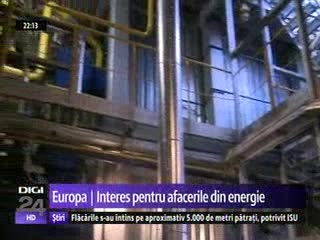 22:13
Europa | Interes pentru afacerile din energie
DIGI
24
HD
Știri
Flăcările s-au întins pe aproximativ 5.000 de metri pătrați, potrivit ISU